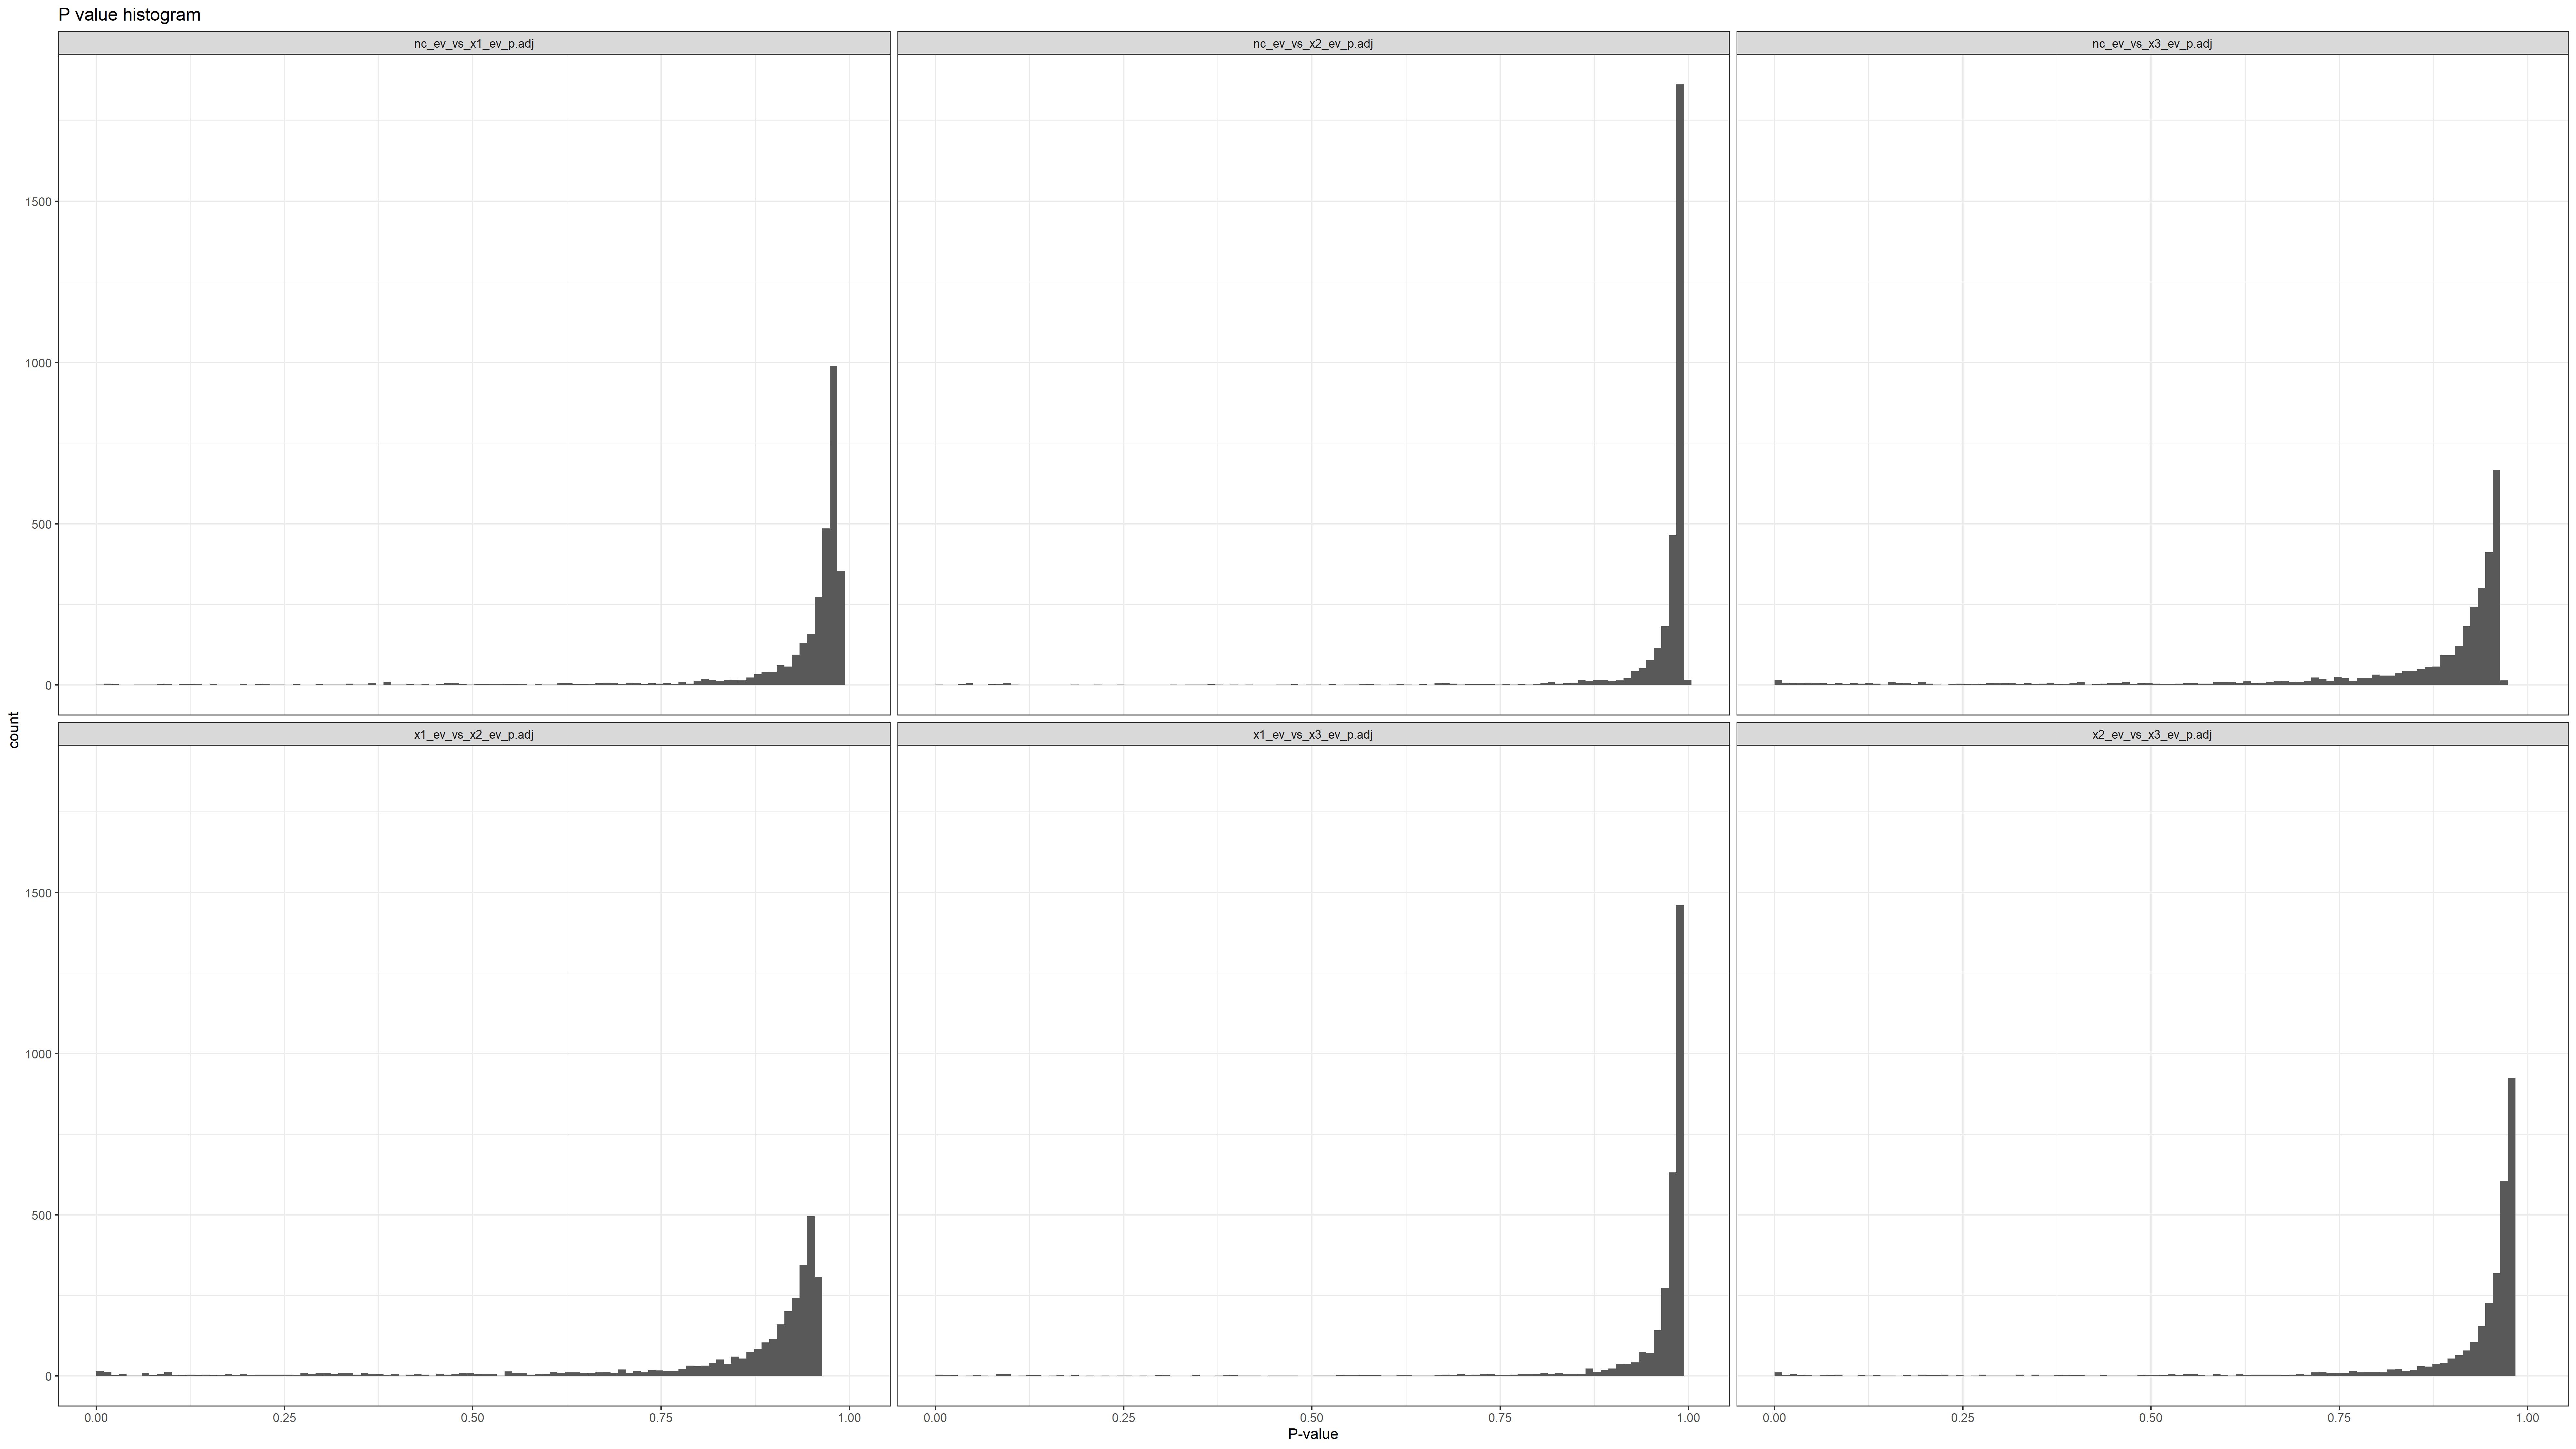 P value histogram
nc_ev_vs_x1_ev_p.adj
nc_ev_vs_x2_ev_p.adj
nc_ev_vs_x3_ev_p.adj
1500
1000
500
0
count
x1_ev_vs_x2_ev_p.adj
x1_ev_vs_x3_ev_p.adj
x2_ev_vs_x3_ev_p.adj
1500
1000
500
0
0.00 0.25 0.50 0.75 1.00
0.00 0.25 0.50 0.75 1.00
0.00 0.25 0.50 0.75 1.00
P-value